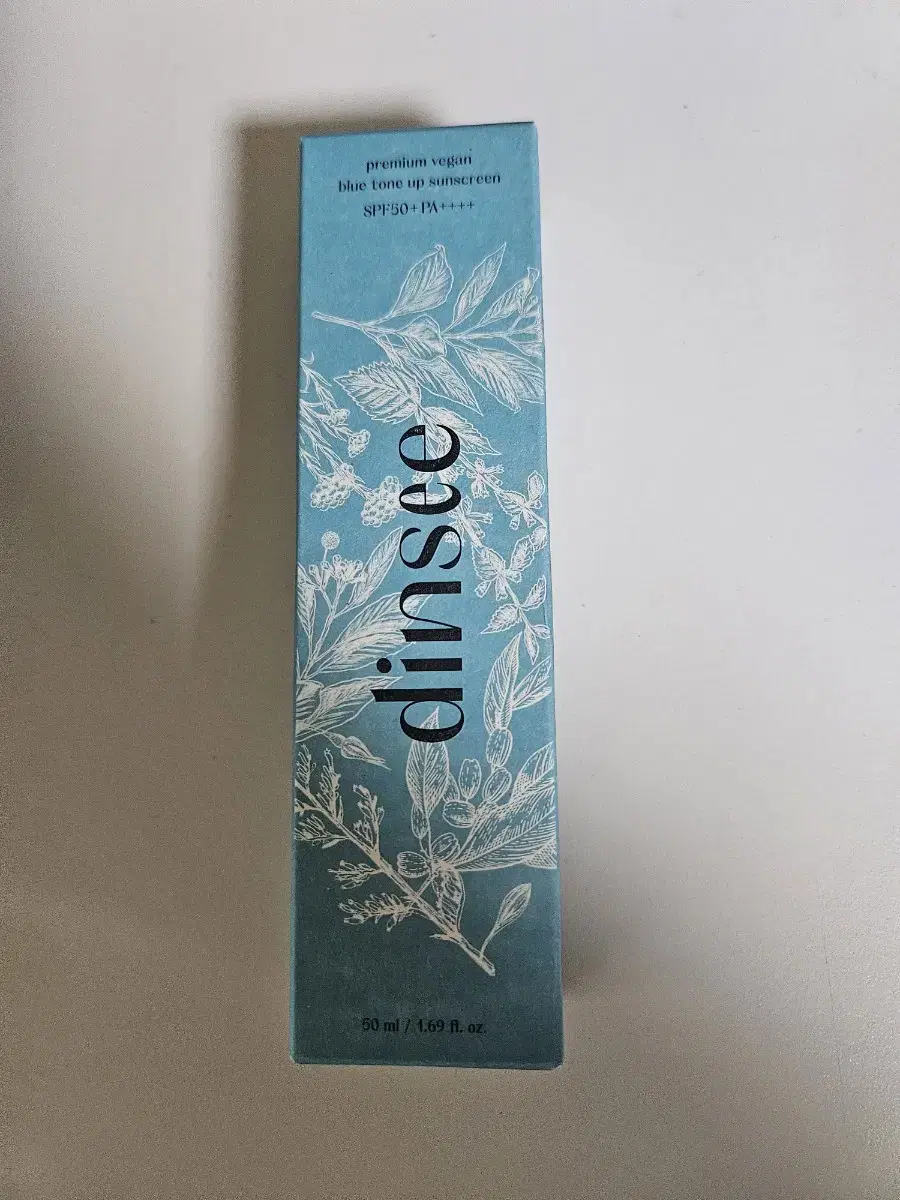 premium vegan
blue tone up sunscreen
SPF50+PA++++
dinsee
50 ml / 1.69 fl. oz.